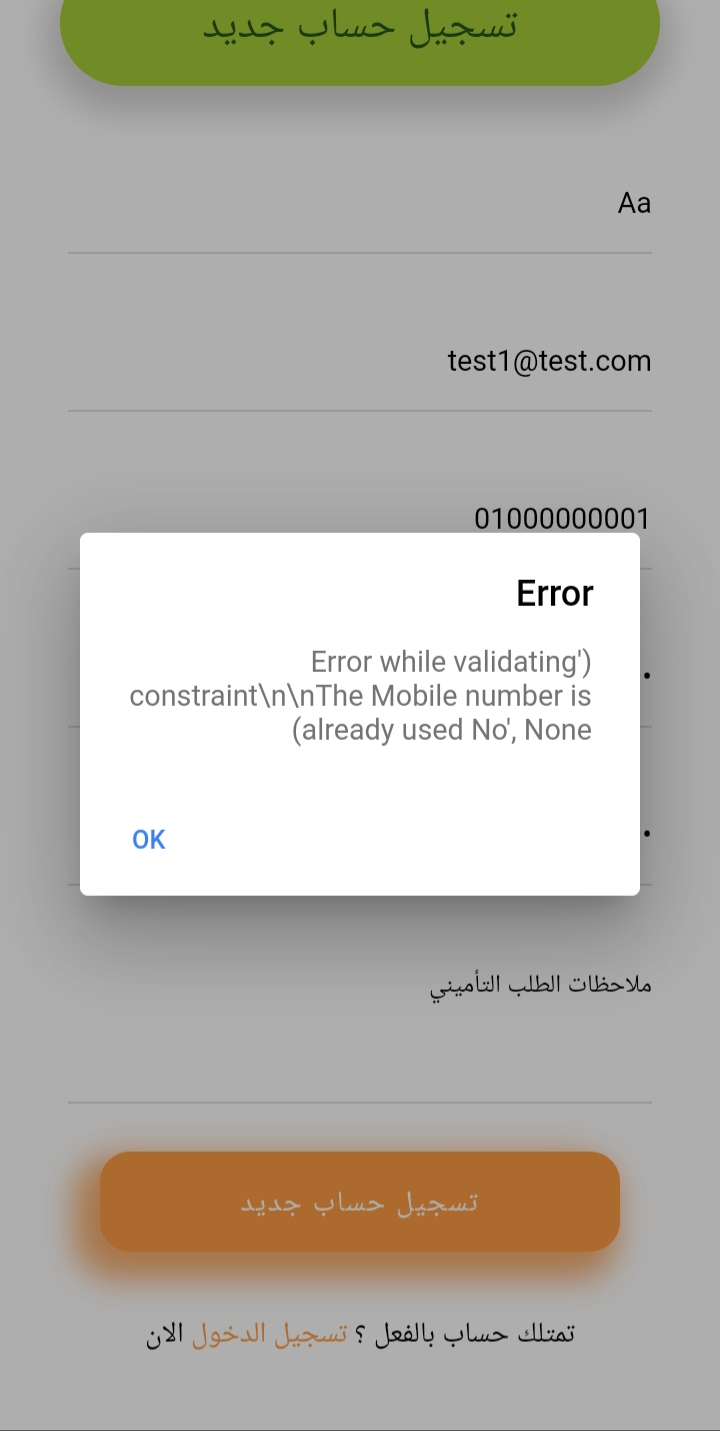 تسجيل حساب جديد
Aa
test1@test.com
01000000001
Error
Error while validating')
constraint\n\nThe Mobile number is
(already used No', None
OK
ملاحظات الطلب التأميني
تسجيل حساب جديد
تمتلك حساب بالفعل ؟ تسجيل الدخول الان